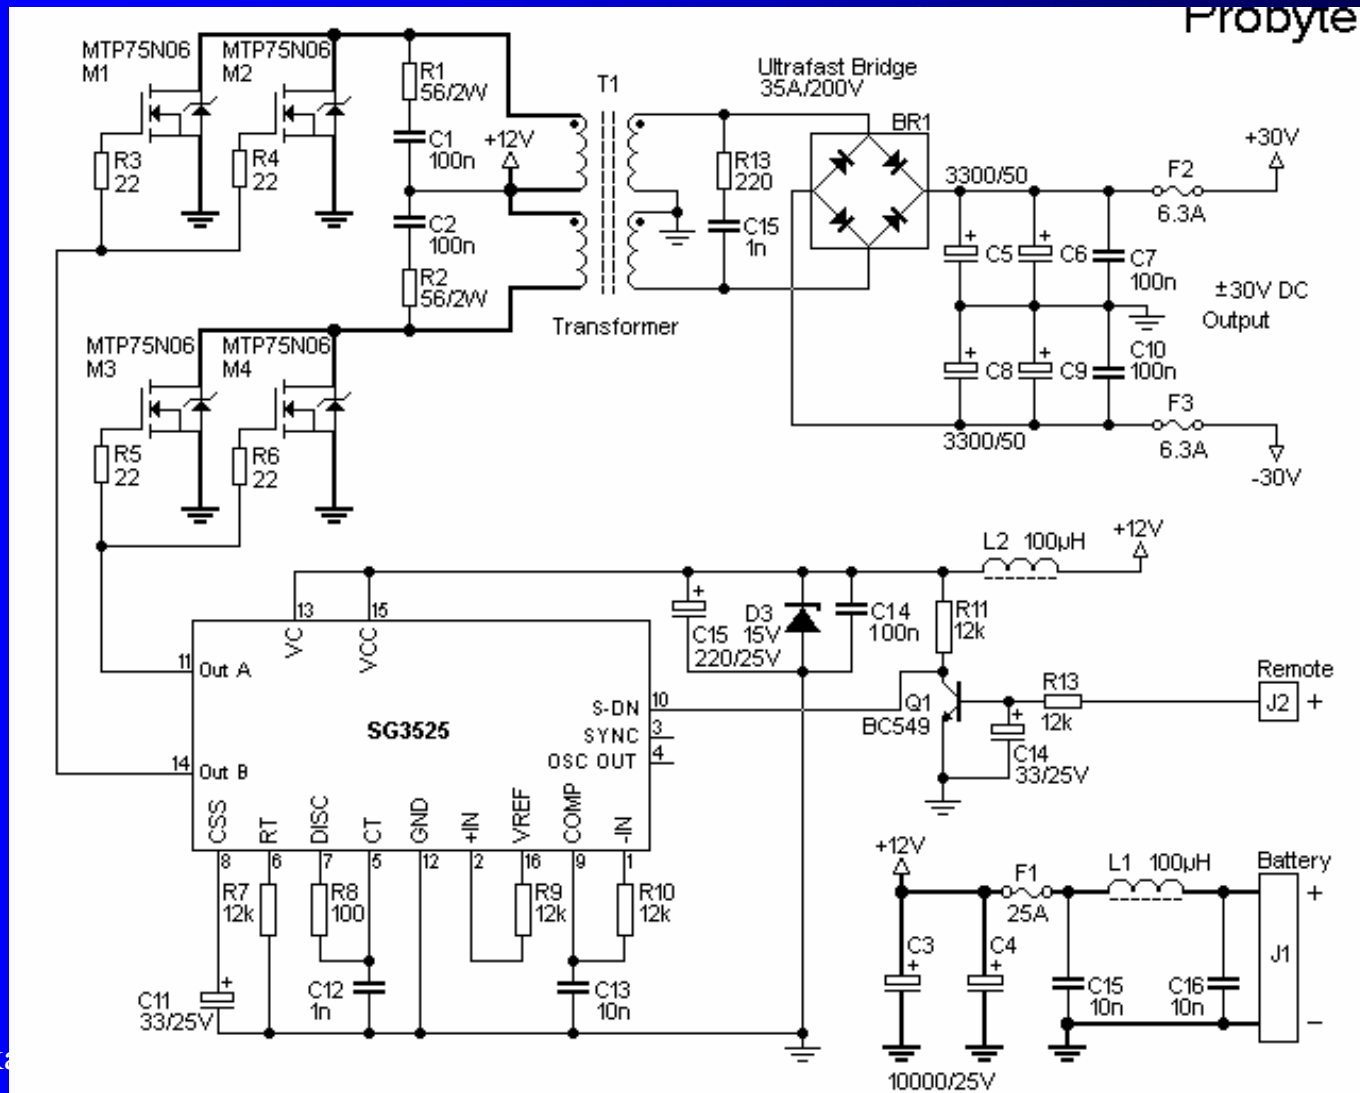 Probyte
MTP75N06
M1
MTP75N06
M2
R1
56/2W
T1
Ultrafast Bridge
35A/200V
BR1
C1
100n
+12V
R3
22
R4
22
R13
220
3300/50
F2
6.3A
+30V
C2
100n
C15
1n
+
C5
+
C6
C7
100n
R2
56/2W
±30V DC
Output
Transformer
MTP75N06
M3
MTP75N06
M4
+
C8
+
C9
C10
100n
F3
6.3A
3300/50
-30V
R5
22
R6
22
L2 100µH
+12V
13
15
VC
VCC
+
C15
220/25V
D3
15V
C14
100n
R11
12k
11
Out A
S-DN
10
SYNC
3
OSC OUT
4
SG3525
Q1
BC549
R13
12k
Remote
J2
+
+
C14
33/25V
14
Out B
CSS
RT
DISC
CT
GND
+IN
VREF
COMP
-IN
8
6
7
5
12
2
16
9
1
R7
12k
R8
100
R9
12k
R10
12k
+12V
F1
25A
L1 100µH
Battery
+
J1
−
C11
+
33/25V
C12
1n
C13
10n
C3
+
C4
+
C15
10n
C16
10n
10000/25V